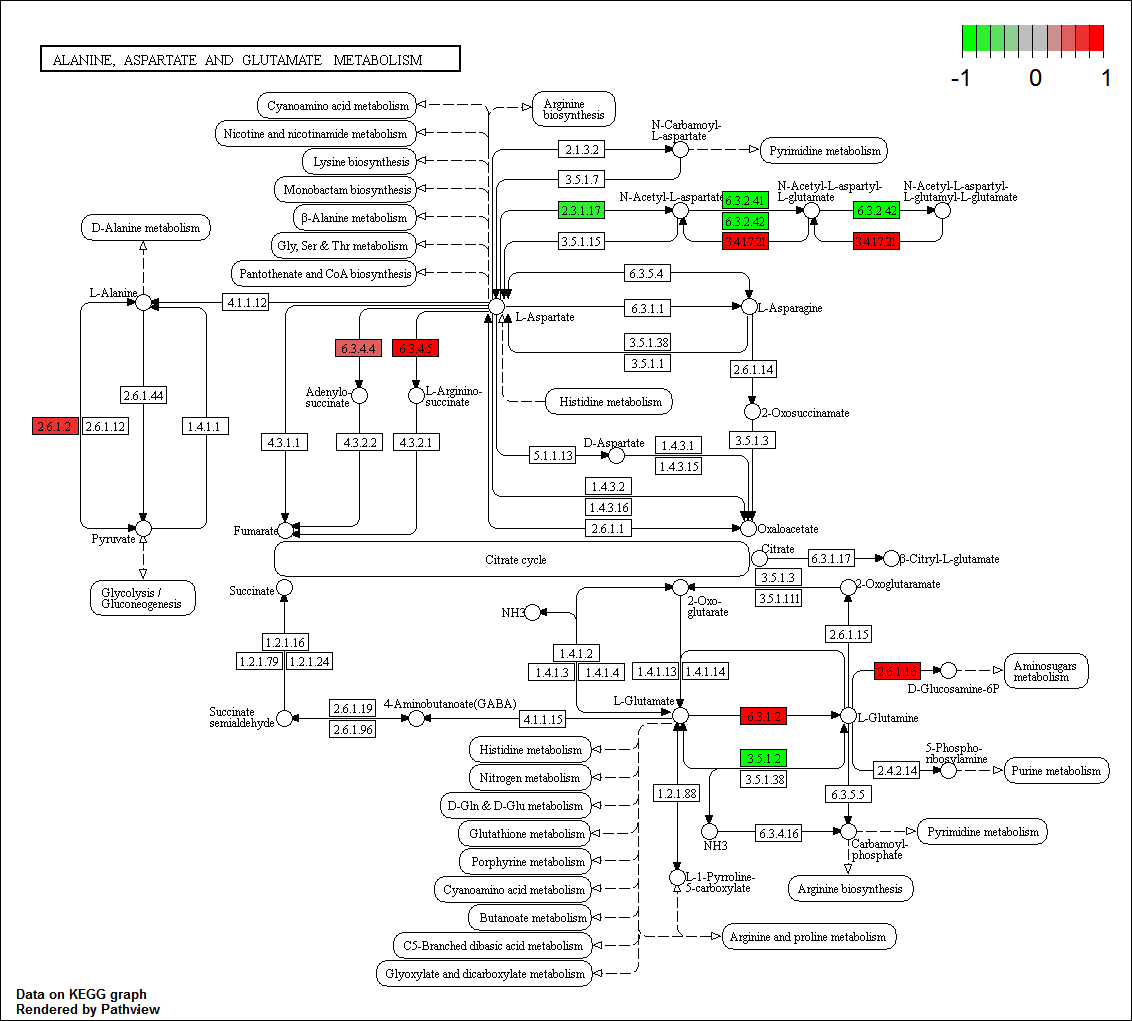 -1 0 1
ALANINE, ASPARTATE AND GLUTAMATE METABOLISM
Cyanoamino acid metabolism
Arginine
biosynthesis
Nicotine and nicotinamide metabolism
Lysine biosynthesis
Monobactam biosynthesis
β-Alanine metabolism
Gly, Ser & Thr metabolism
Pantothenate and CoA biosynthesis
2.1.3.2
N-Carbamoyl-
L-aspartate
Pyrimidine metabolism
3.5.1.7
N-Acetyl-L-aspartate
2.3.1.17
6.3.2.41
6.3.2.42
N-Acetyl-L-aspartyl-
L-glutamate
6.3.2.42
N-Acetyl-L-aspartyl-
L-glutamyl-L-glutamate
3.5.1.15
3.4.17.21
3.4.17.21
D-Alanine metabolism
L-Alanine
4.1.1.12
L-Aspartate
6.3.5.4
6.3.1.1
L-Asparagine
3.5.1.38
3.5.1.1
6.3.4.4
6.3.4.5
2.6.1.14
Adenylo-
succinate
L-Arginino-
succinate
Histidine metabolism
2-Oxosuccinamate
2.6.1.44
2.6.1.2
2.6.1.12
1.4.1.1
4.3.1.1
4.3.2.2
4.3.2.1
D-Aspartate
5.1.1.13
1.4.3.1
1.4.3.15
3.5.1.3
1.4.3.2
1.4.3.16
2.6.1.1
Oxaloacetate
Pyruvate
Fumarate
Citrate cycle
Citrate
6.3.1.17
β-Citryl-L-glutamate
Glycolysis /
Gluconeogenesis
Succinate
NH3
2-Oxo-
glutarate
3.5.1.3
3.5.1.111
2-Oxoglutaramate
1.2.1.16
1.2.1.79
1.2.1.24
1.4.1.2
1.4.1.3
1.4.1.4
1.4.1.13
1.4.1.14
2.6.1.15
2.6.1.16
D-Glucosamine-6P
Aminosugars
metabolism
Succinate
semialdehyde
2.6.1.19
2.6.1.96
4-Aminobutanoate(GABA)
4.1.1.15
L-Glutamate
6.3.1.2
L-Glutamine
3.5.1.2
3.5.1.38
2.4.2.14
5-Phospho-
ribosylamine
Purine metabolism
1.2.1.88
6.3.5.5
NH3
6.3.4.16
Carbamoyl-
phosphate
Pyrimidine metabolism
Arginine biosynthesis
L-1-Pyrroline-
5-carboxylate
Arginine and proline metabolism
Histidine metabolism
Nitrogen metabolism
D-Gln & D-Glu metabolism
Glutathione metabolism
Porphyrine metabolism
Cyanoamino acid metabolism
Butanoate metabolism
C5-Branched dibasic acid metabolism
Glyoxylate and dicarboxylate metabolism
Data on KEGG graph
Rendered by Pathview